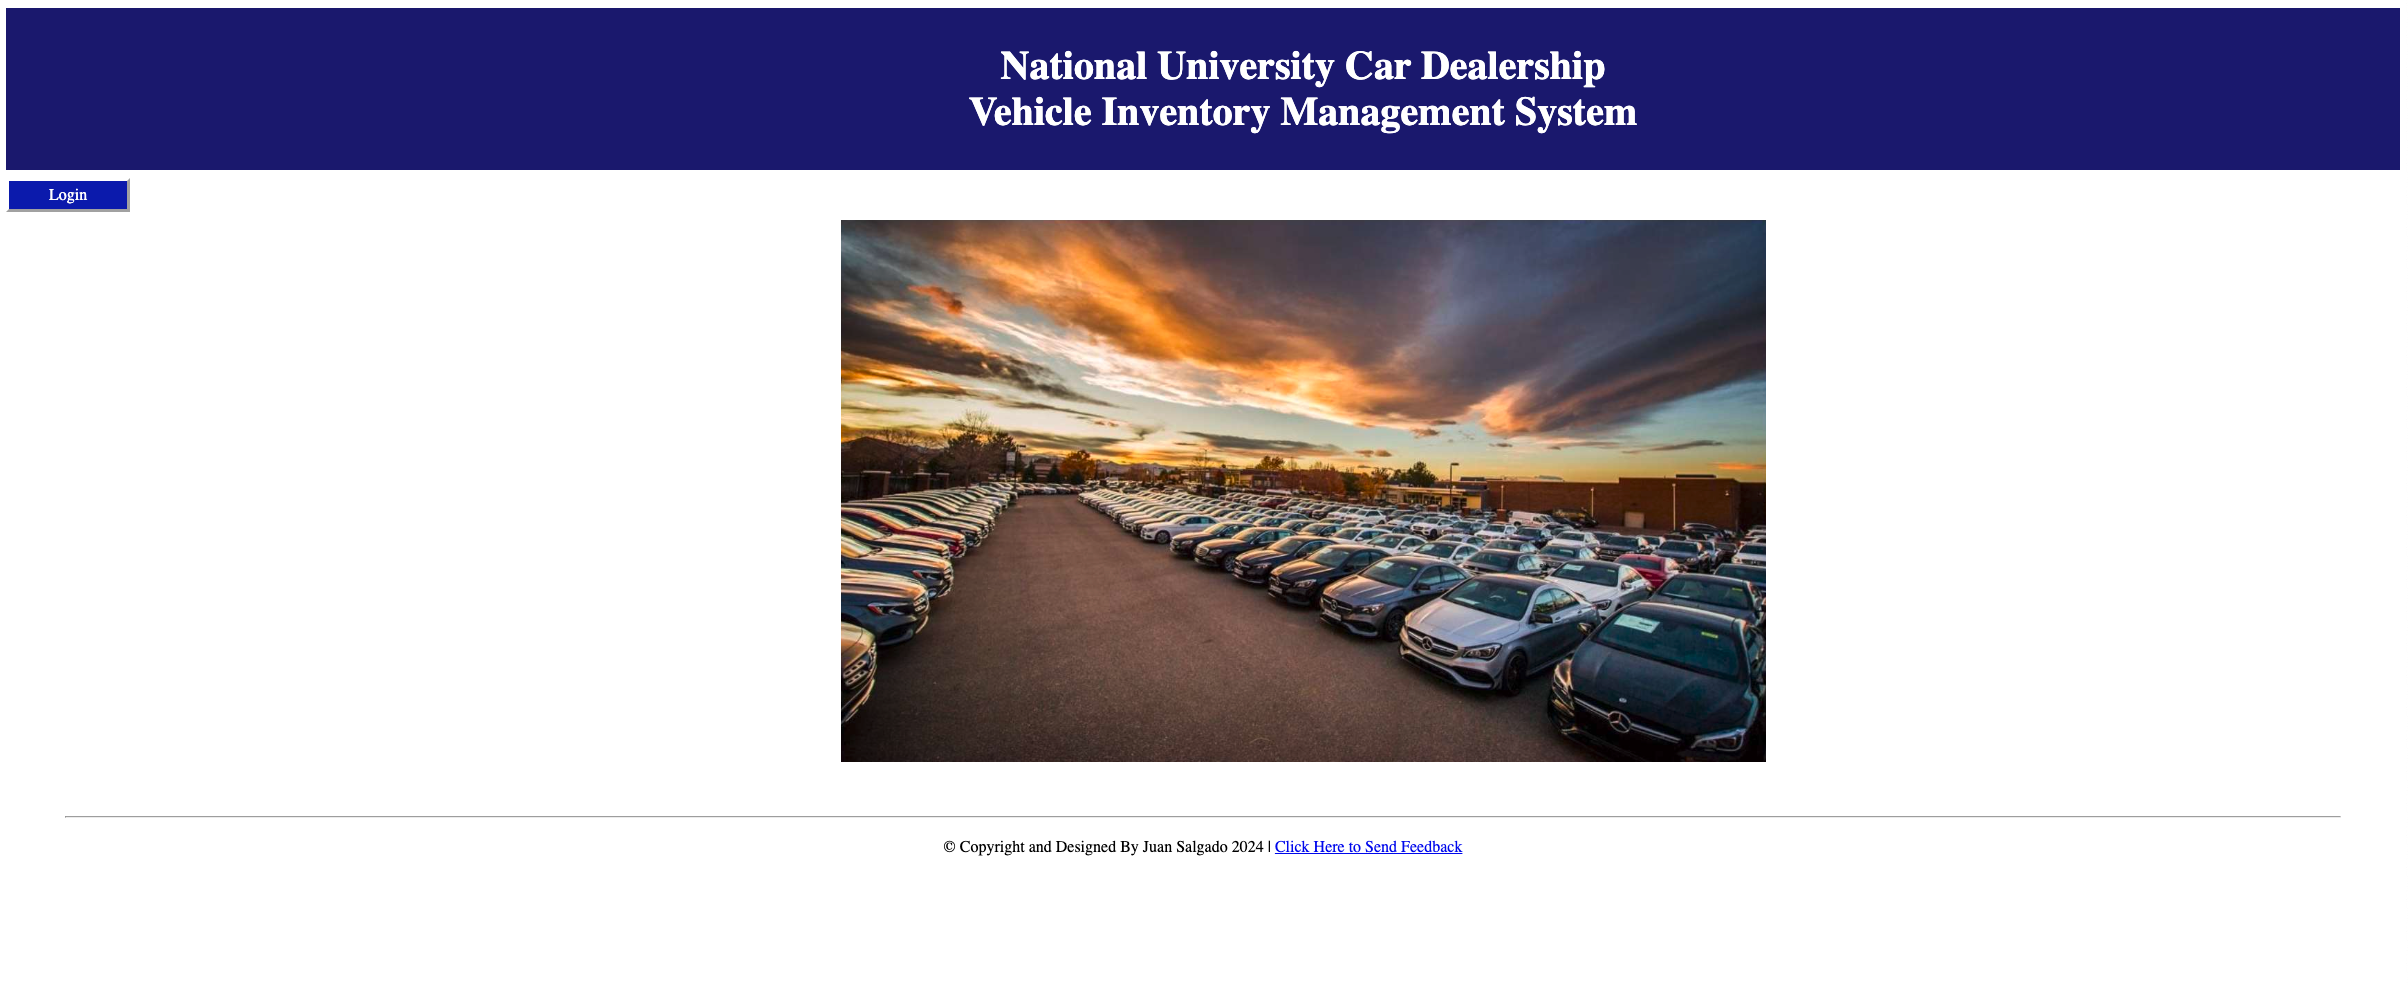 National University Car Dealership
Vehicle Inventory Management System
Login
© Copyright and Designed By Juan Salgado 2024 | Click Here to Send Feedback